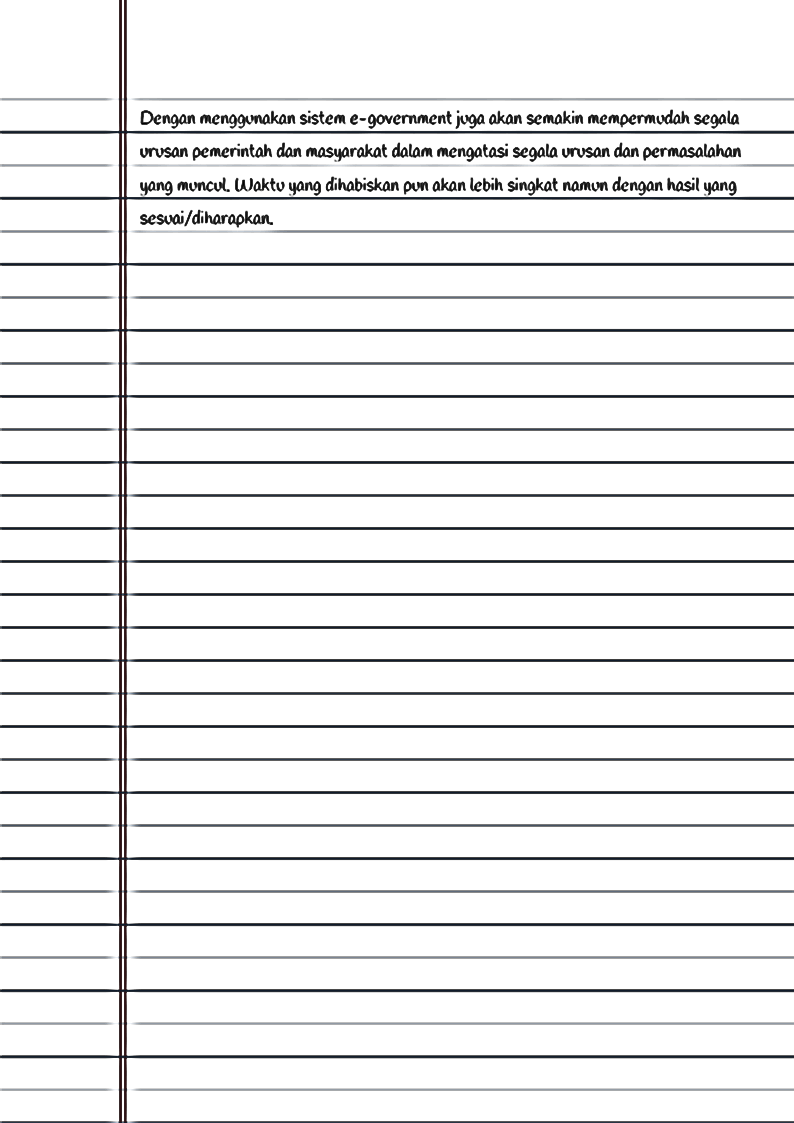 Dengan menggunakan sistem e-government juga akan semakin mempermudah segala
urusan pemerintah dan masyarakat dalam mengatasi segala urusan dan permasalahan
yang muncul. Waktu yang dihabiskan pun akan lebih singkat namun dengan hasil yang
sesuai/diharapkan.